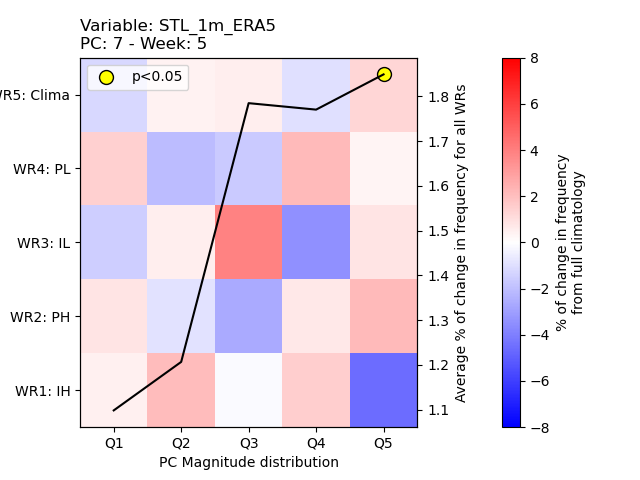 Variable: STL_1m_ERA5
PC: 7 - Week: 5
p<0.05
WR5: Clima
WR4: PL
WR3: IL
WR2: PH
WR1: IH
Q1 Q2 Q3 Q4 Q5
PC Magnitude distribution
1.8
1.7
1.6
1.5
1.4
1.3
1.2
1.1
Average % of change in frequency for all WRs
8
6
4
2
0
−2
−4
−6
−8
% of change in frequency
from full climatology